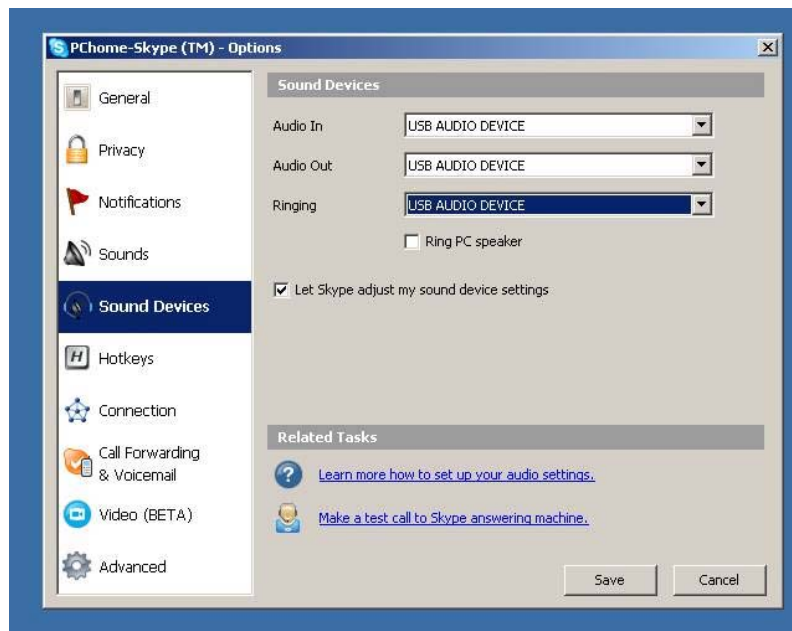 PChome-Skype (TM) - Options
General
Privacy
Notifications
Sounds
Sound Devices
Hotkeys
Connection
Call Forwarding
& Voicemail
Video (BETA)
Advanced
Sound Devices
Audio In
USB AUDIO DEVICE
Audio Out
USB AUDIO DEVICE
Ringing
USB AUDIO DEVICE
Ring PC speaker
Let Skype adjust my sound device settings
Related Tasks
Learn more how to set up your audio settings.
Make a test call to Skype answering machine.
Save
Cancel